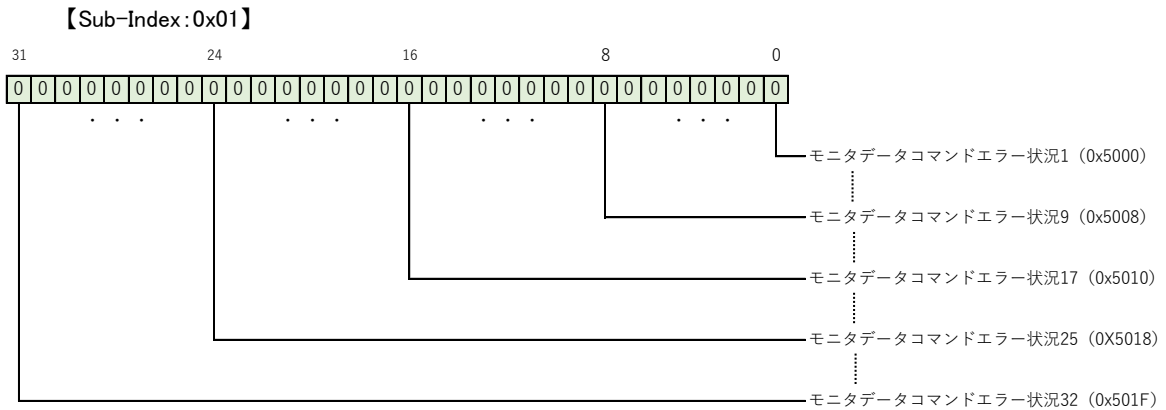 【Sub-Index:0x01】
31 24 16 8 0
0 0 0 0 0 0 0 0 0 0 0 0 0 0 0 0 0 0 0 0 0 0 0 0 0 0 0 0 0 0 0 0
・・・ ・・・ ・・・ ・・・
モニタデータコマンドエラー状況1（0x5000）
モニタデータコマンドエラー状況9（0x5008）
モニタデータコマンドエラー状況17（0x5010）
モニタデータコマンドエラー状況25（0X5018）
モニタデータコマンドエラー状況32（0x501F）